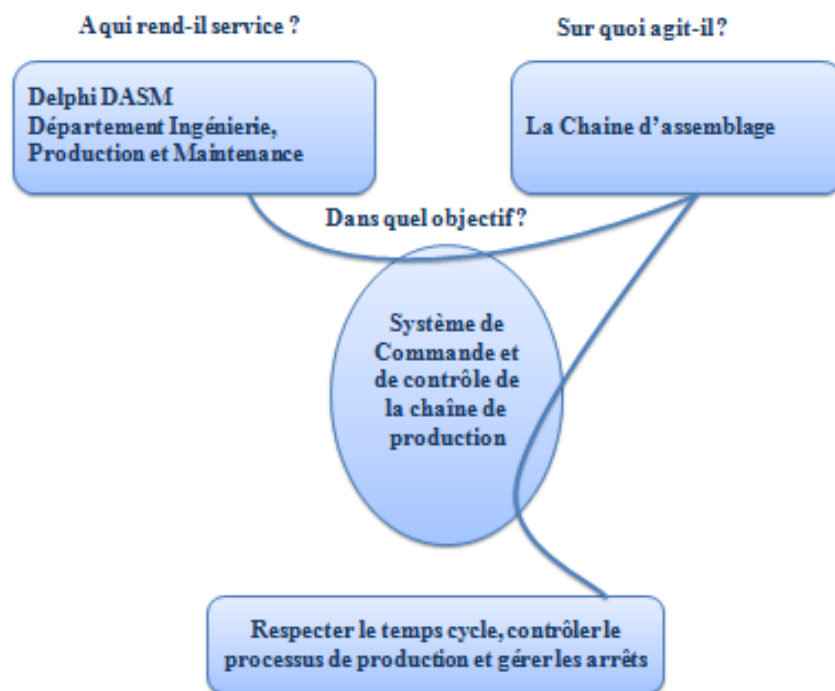 A qui rend-il service ?
Sur quoi agit-il?
Delphi DASM
Département Ingénierie,
Production et Maintenance
La Chaine d’assemblage
Dans quel objectif?
Système de
Commande et
de contrôle de
la chaîne de
production
Respecter le temps cycle, contrôler le
processus de production et gérer les arrêts